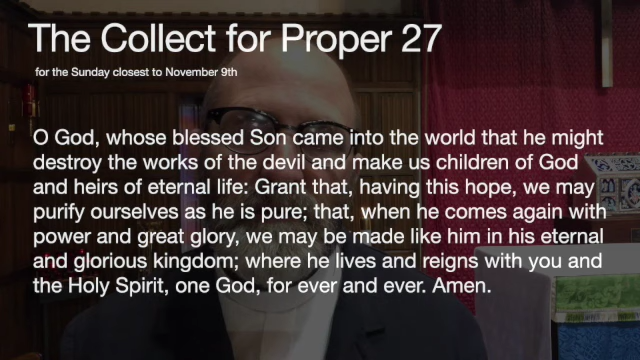 The Collect for Proper 27
for the Sunday closest to November 9th
O God, whose blessed Son came into the world that he might
destroy the works of the devil and make us children of God
and heirs of eternal life: Grant that, having this hope, we may
purify ourselves as he is pure; that, when he comes again with
power and great glory, we may be made like him in his eternal
and glorious kingdom; where he lives and reigns with you and
the Holy Spirit, one God, for ever and ever. Amen.